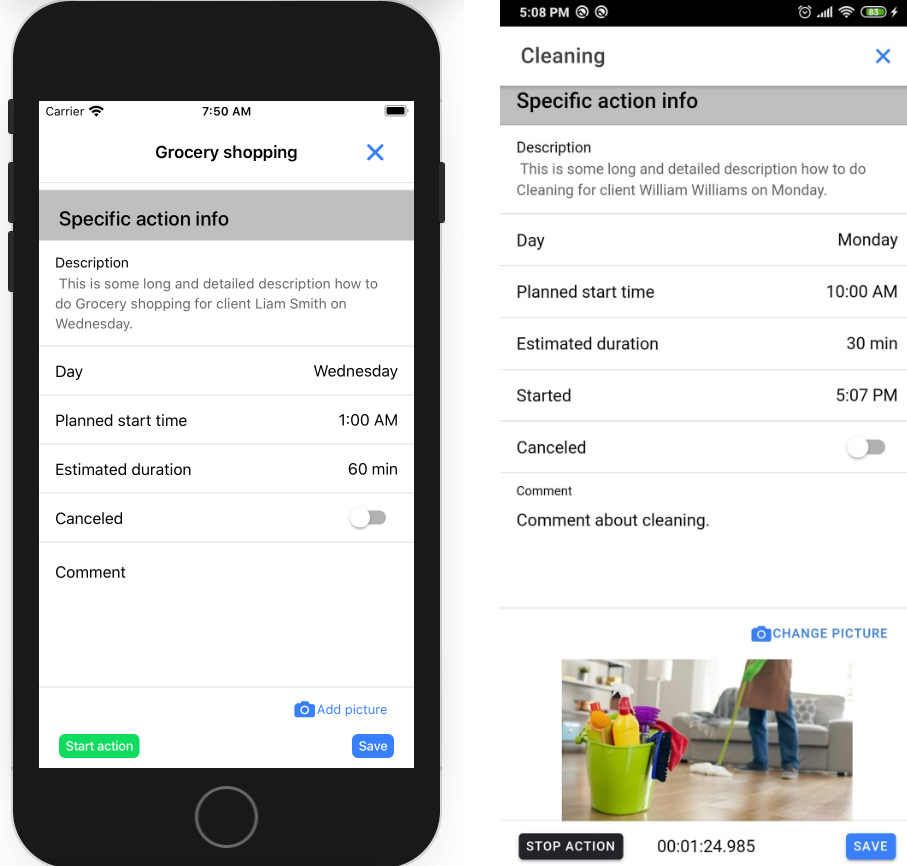 Carrier
7:50 AM
Grocery shopping
Specific action info
Description
This is some long and detailed description how to
do Grocery shopping for client Liam Smith on
Wednesday.
Day Wednesday
Planned start time 1:00 AM
Estimated duration 60 min
Canceled
Comment
Add picture
Start action Save
5:08 PM 83
Cleaning
Specific action info
Description
This is some long and detailed description how to do
Cleaning for client William Williams on Monday.
Day Monday
Planned start time 10:00 AM
Estimated duration 30 min
Started 5:07 PM
Canceled
Comment
Comment about cleaning.
CHANGE PICTURE
STOP ACTION 00:01:24.985 SAVE